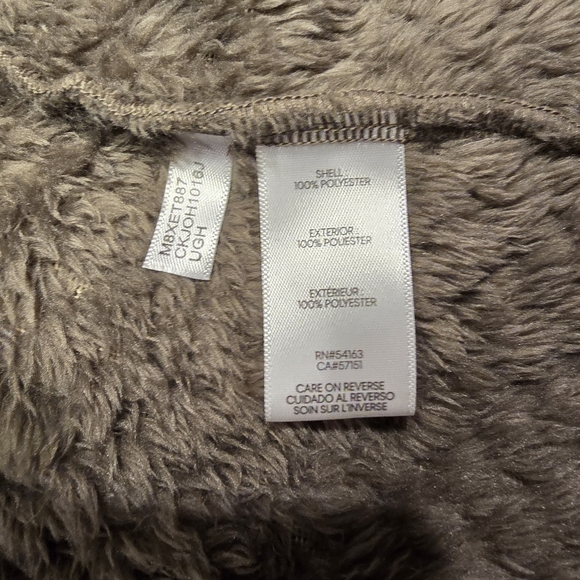 M8XET887
CKJOH1016J
UGH
SHELL :
100% POLYESTER
EXTERIOR :
100% POLIESTER
EXTÉRIEUR :
100% POLYESTER
RN#54163
CA#57151
CARE ON REVERSE
CUIDADO AL REVERSO
SOIN SUR L'INVERSE